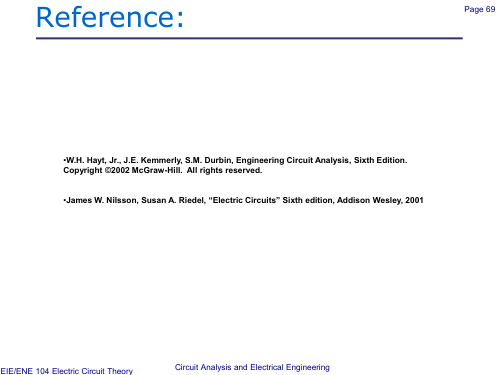 Reference:
Page 69
•W.H. Hayt, Jr., J.E. Kemmerly, S.M. Durbin, Engineering Circuit Analysis, Sixth Edition.
Copyright ©2002 McGraw-Hill. All rights reserved.
•James W. Nilsson, Susan A. Riedel, “Electric Circuits” Sixth edition, Addison Wesley, 2001
EIE/ENE 104 Electric Circuit Theory
Circuit Analysis and Electrical Engineering